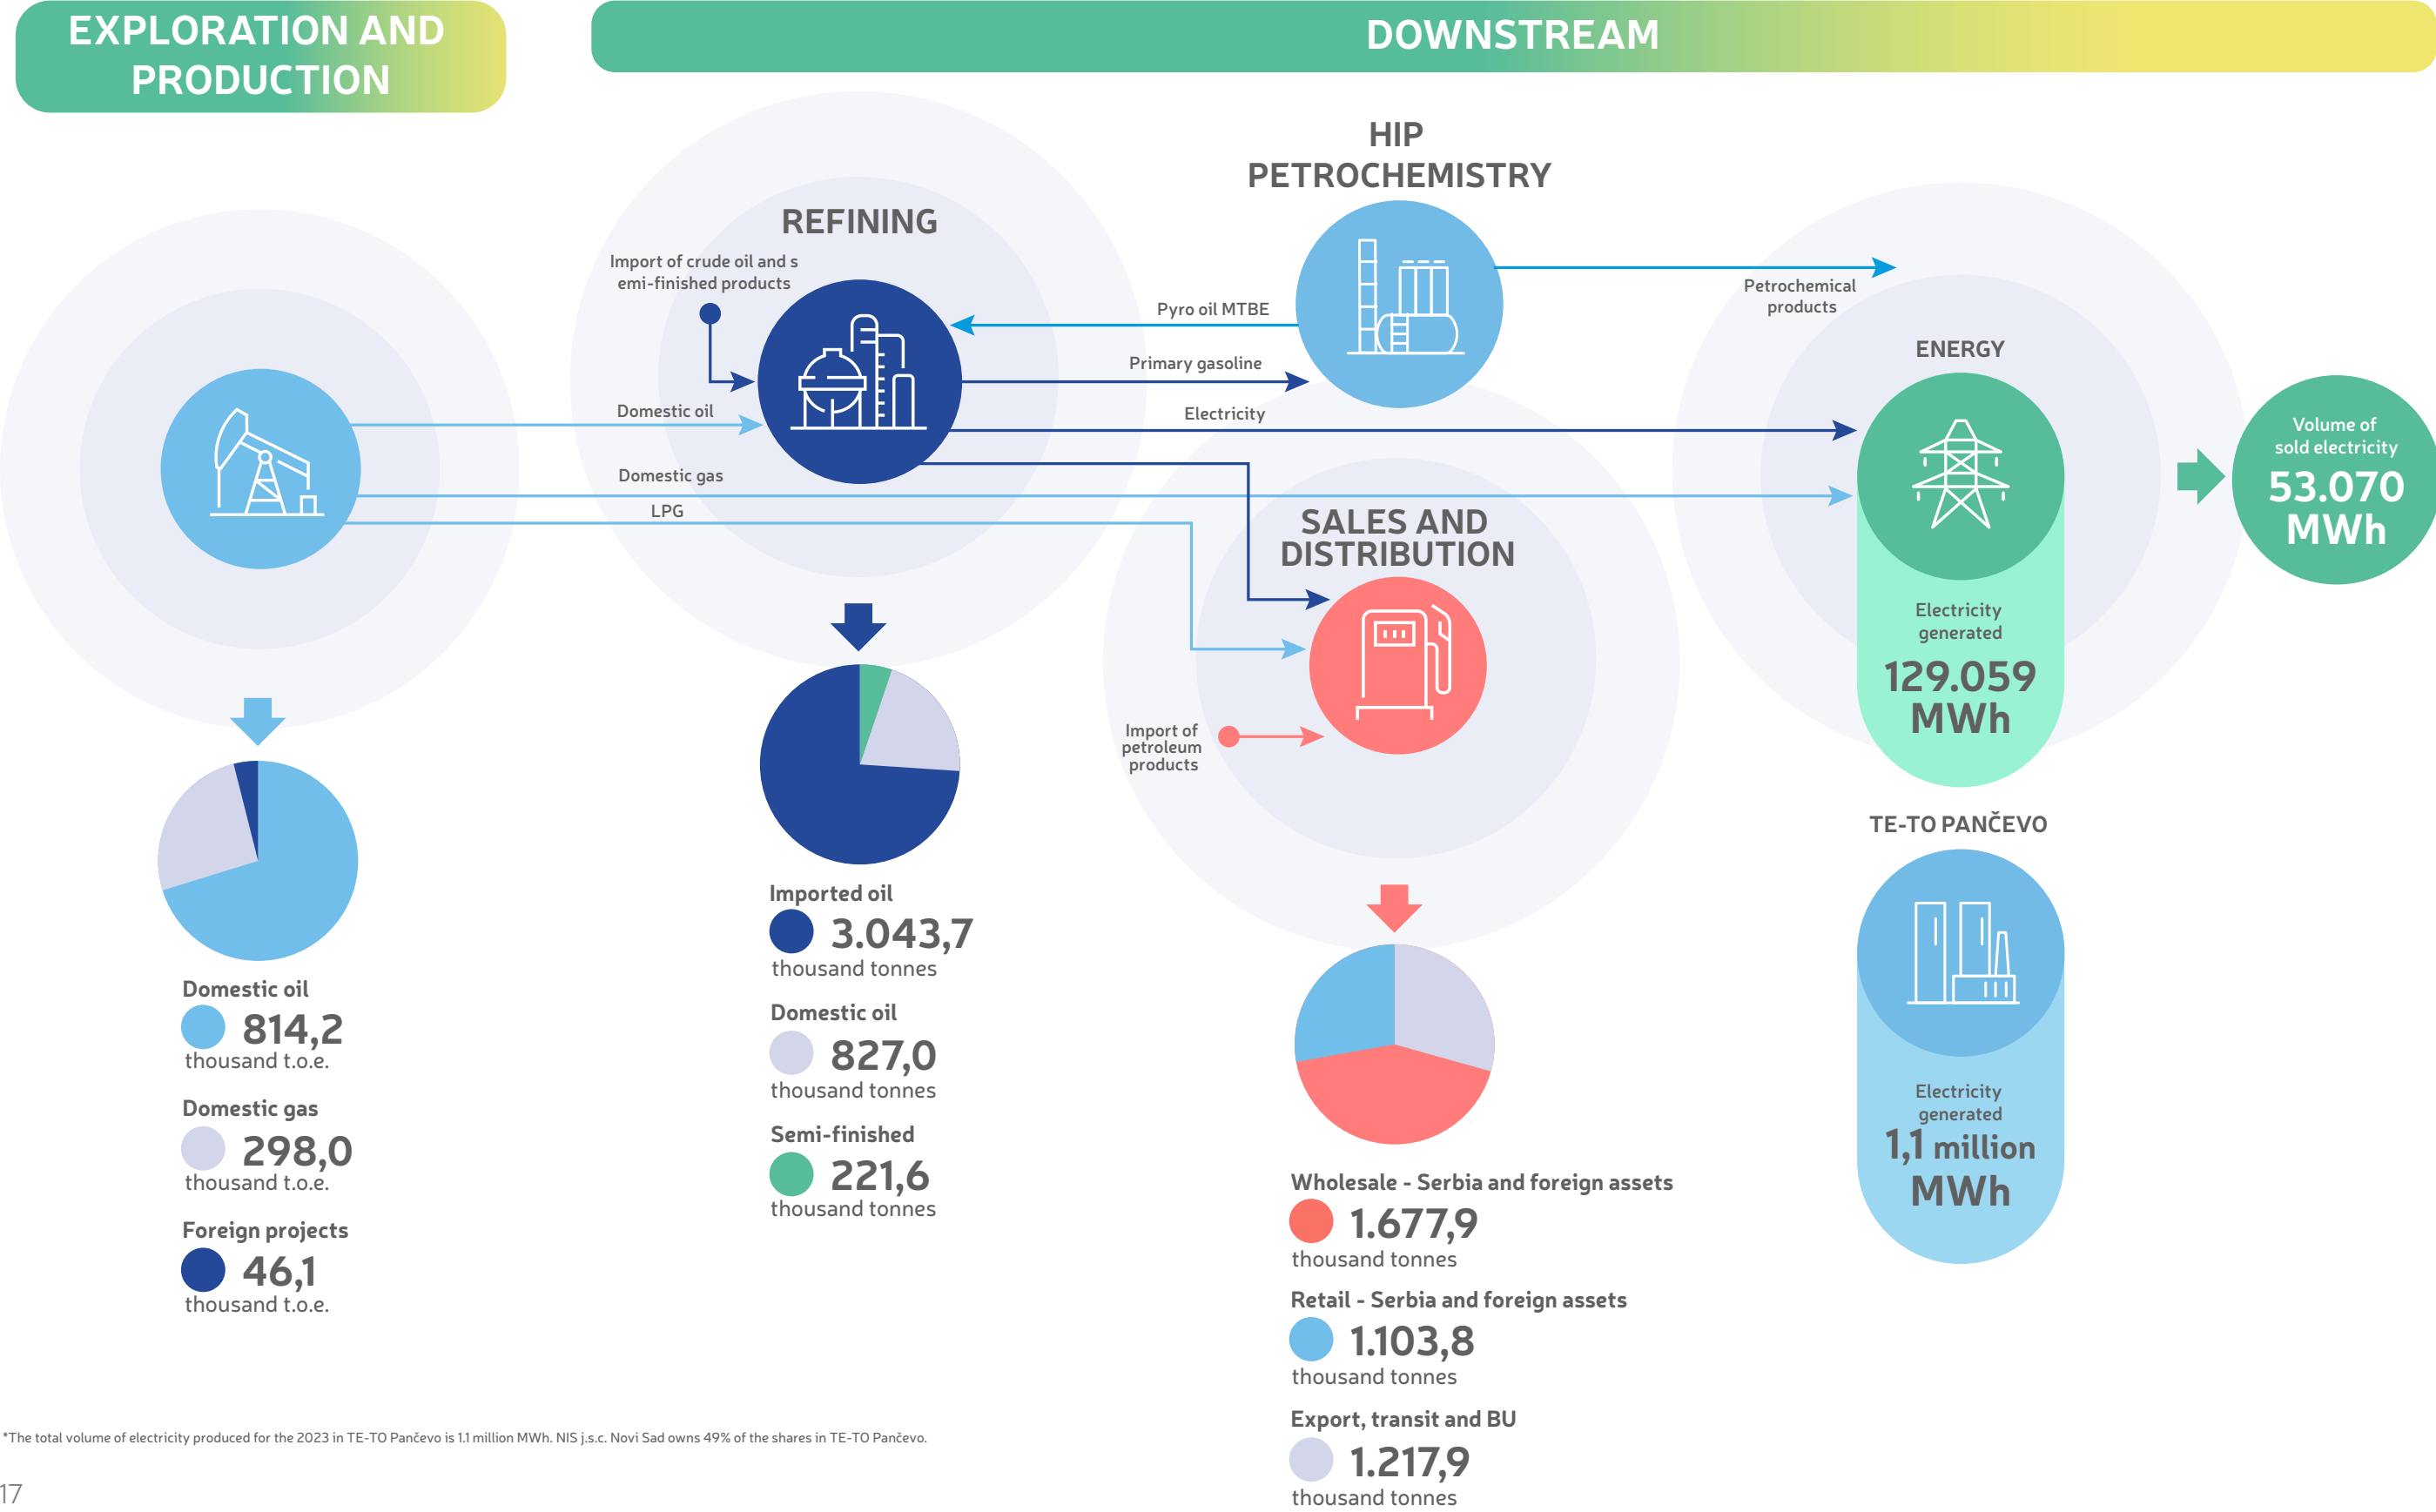 EXPLORATION AND
PRODUCTION
DOWNSTREAM
HIP
PETROCHEMISTRY
REFINING
Import of crude oil and s
emi-finished products
Pyro oil MTBE
Petrochemical
products
Primary gasoline
Domestic oil
Electricity
Domestic gas
LPG
ENERGY
Volume of
sold electricity
53.070
MWh
SALES AND
DISTRIBUTION
Import of
petroleum
products
Electricity
generated
129.059
MWh
TE-TO PANČEVO
Electricity
generated
1,1 million
MWh
Domestic oil
814,2
thousand t.o.e.
Domestic gas
298,0
thousand t.o.e.
Foreign projects
46,1
thousand t.o.e.
Imported oil
3.043,7
thousand tonnes
Domestic oil
827,0
thousand tonnes
Semi-finished
221,6
thousand tonnes
Wholesale - Serbia and foreign assets
1.677,9
thousand tonnes
Retail - Serbia and foreign assets
1.103,8
thousand tonnes
Export, transit and BU
1.217,9
thousand tonnes
*The total volume of electricity produced for the 2023 in TE-TO Pančevo is 1.1 million MWh. NIS j.s.c. Novi Sad owns 49% of the shares in TE-TO Pančevo.
17